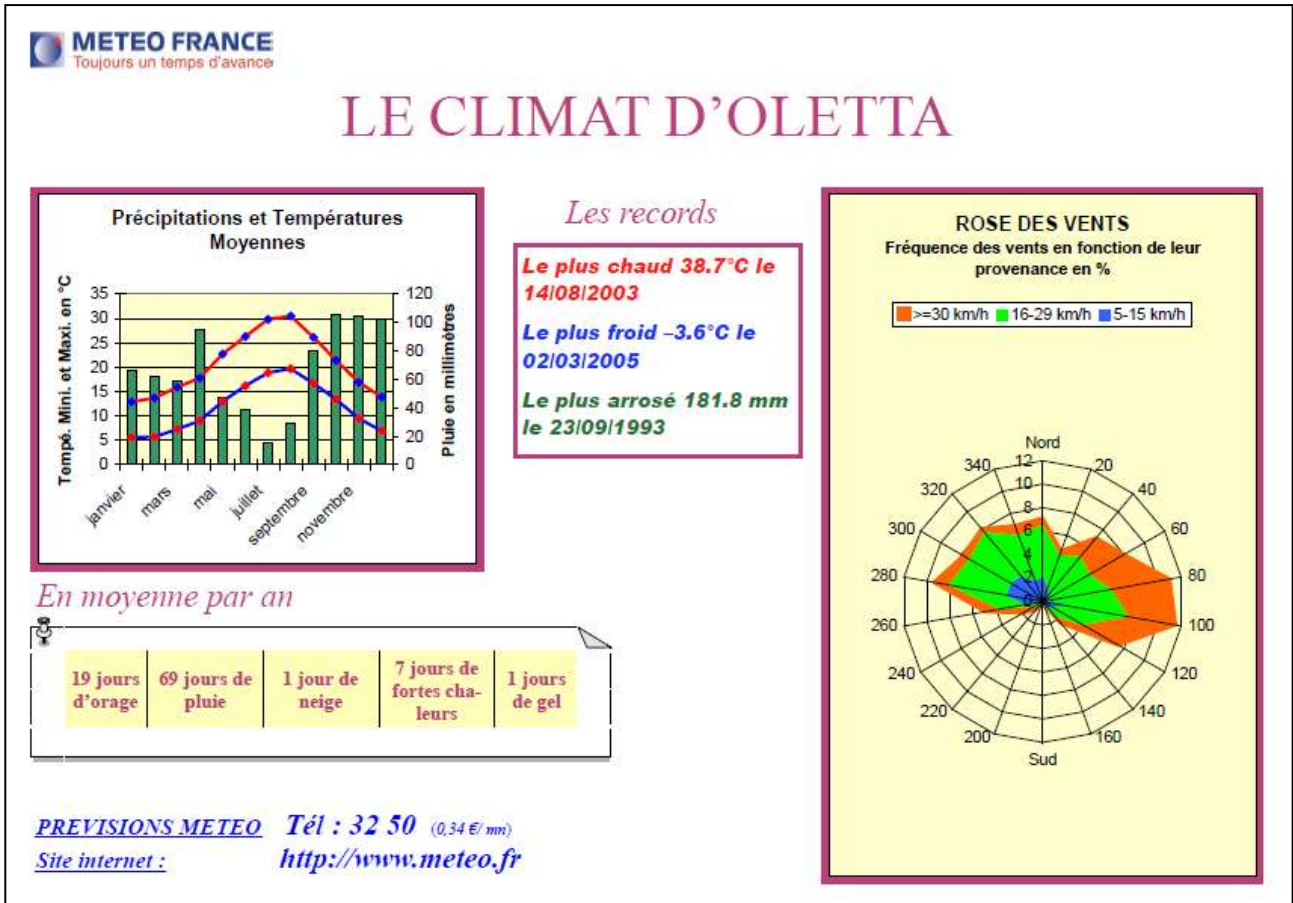 METEO FRANCE
Toujours un temps d'avance
LE CLIMAT D'OLETTA
Précipitations et Températures
Moyennes
Tempé. Mini. et Maxi. en °C
35
30
25
20
15
10
5
0
120
100
80
60
40
20
0
Pluie en millimètres
janvier
mars
mai
juillet
septembre
novembre
Les records
Le plus chaud 38.7°C le
14/08/2003
Le plus froid –3.6°C le
02/03/2005
Le plus arrosé 181.8 mm
le 23/09/1993
ROSE DES VENTS
Fréquence des vents en fonction de leur
provenance en %
>=30 km/h 16-29 km/h 5-15 km/h
Nord
20
40
60
80
100
120
140
160
Sud
200
220
240
260
280
300
320
340
12
10
8
6
4
2
0
En moyenne par an
19 jours
d'orage
69 jours de
pluie
1 jour de
neige
7 jours de
fortes cha-
leurs
1 jours
de gel
PREVISIONS METEO Tél : 32 50 (0,34 €/ mn)
Site internet : http://www.meteo.fr